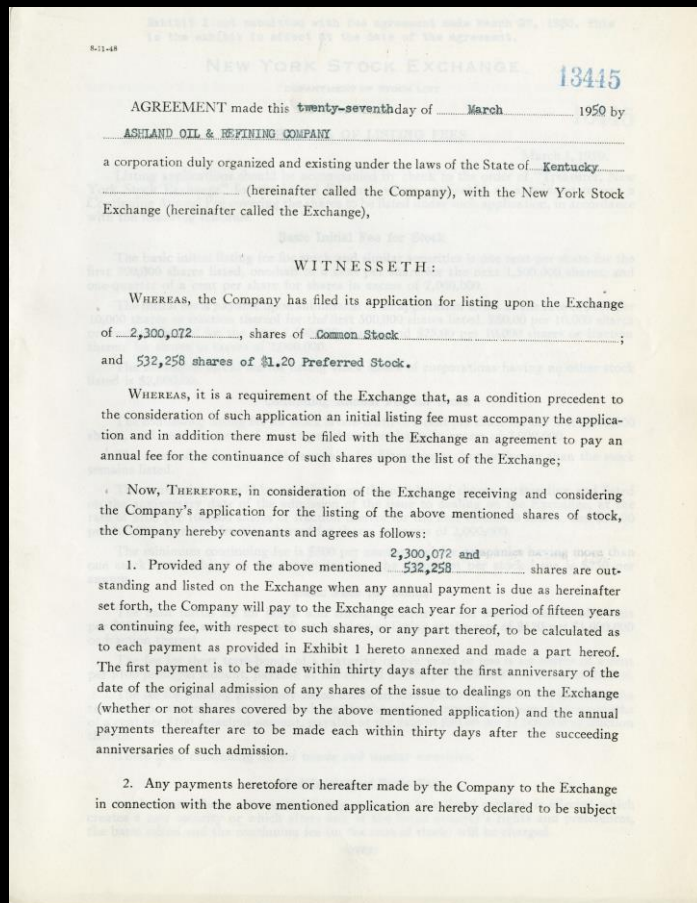 8-11-48
13445
AGREEMENT made this twenty-seventh day of March 1950 by
ASHLAND OIL & REFINING COMPANY
a corporation duly organized and existing under the laws of the State of Kentucky
(hereinafter called the Company), with the New York Stock
Exchange (hereinafter called the Exchange),
WITNESSETH:
WHEREAS, the Company has filed its application for listing upon the Exchange
of 2,300,072, shares of Common Stock ;
and 532,258 shares of $1.20 Preferred Stock.
WHEREAS, it is a requirement of the Exchange that, as a condition precedent to
the consideration of such application an initial listing fee must accompany the applica-
tion and in addition there must be filed with the Exchange an agreement to pay an
annual fee for the continuance of such shares upon the list of the Exchange;
NOW, THEREFORE, in consideration of the Exchange receiving and considering
the Company's application for the listing of the above mentioned shares of stock,
the Company hereby covenants and agrees as follows:
2,300,072 and
1. Provided any of the above mentioned 532,258 shares are out-
standing and listed on the Exchange when any annual payment is due as hereinafter
set forth, the Company will pay to the Exchange each year for a period of fifteen years
a continuing fee, with respect to such shares, or any part thereof, to be calculated as
to each payment as provided in Exhibit 1 hereto annexed and made a part hereof.
The first payment is to be made within thirty days after the first anniversary of the
date of the original admission of any shares of the issue to dealings on the Exchange
(whether or not shares covered by the above mentioned application) and the annual
payments thereafter are to be made each within thirty days after the succeeding
anniversaries of such admission.
2. Any payments heretofore or hereafter made by the Company to the Exchange
in connection with the above mentioned application are hereby declared to be subject